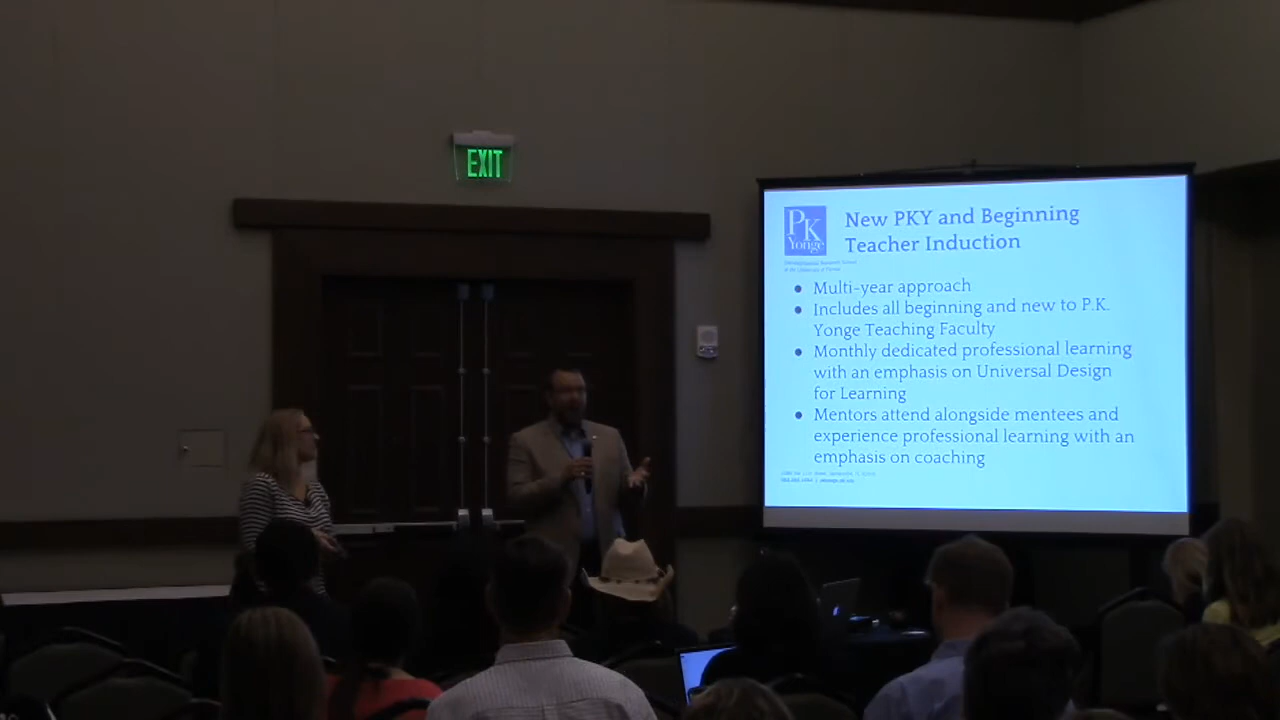 EXIT
PK
Yonge
New PKY and Beginning
Teacher Induction
● Multi-year approach
● Includes all beginning and new to P.K.
Yonge Teaching Faculty
● Monthly dedicated professional learning
with an emphasis on Universal Design
for Learning
● Mentors attend alongside mentees and
experience professional learning with an
emphasis on coaching